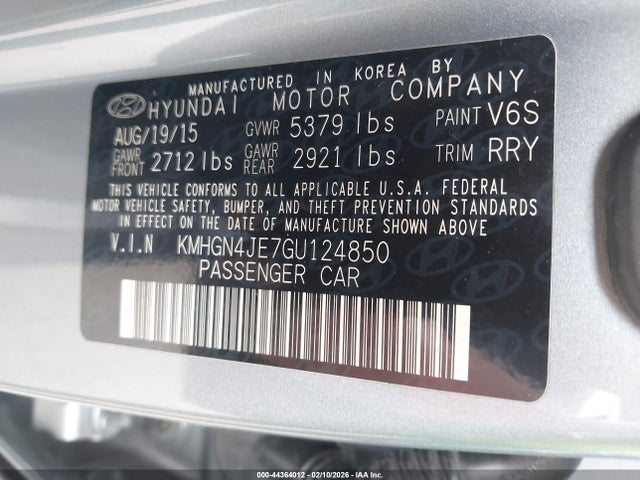 MANUFACTURED IN KOREA BY
HYUNDAI MOTOR COMPANY
AUG/19/15 GVWR 5379 lbs PAINT V6S
GAWR FRONT 2712 lbs GAWR REAR 2921 lbs TRIM RRY
THIS VEHICLE CONFORMS TO ALL APPLICABLE U.S.A. FEDERAL
MOTOR VEHICLE SAFETY, BUMPER, AND THEFT PREVENTION STANDARDS
IN EFFECT ON THE DATE OF MANUFACTURE SHOWN ABOVE
V.I.N KMHGN4JE7GU124850
PASSENGER CAR
000-44364012 - 02/10/2026 - IAA Inc.